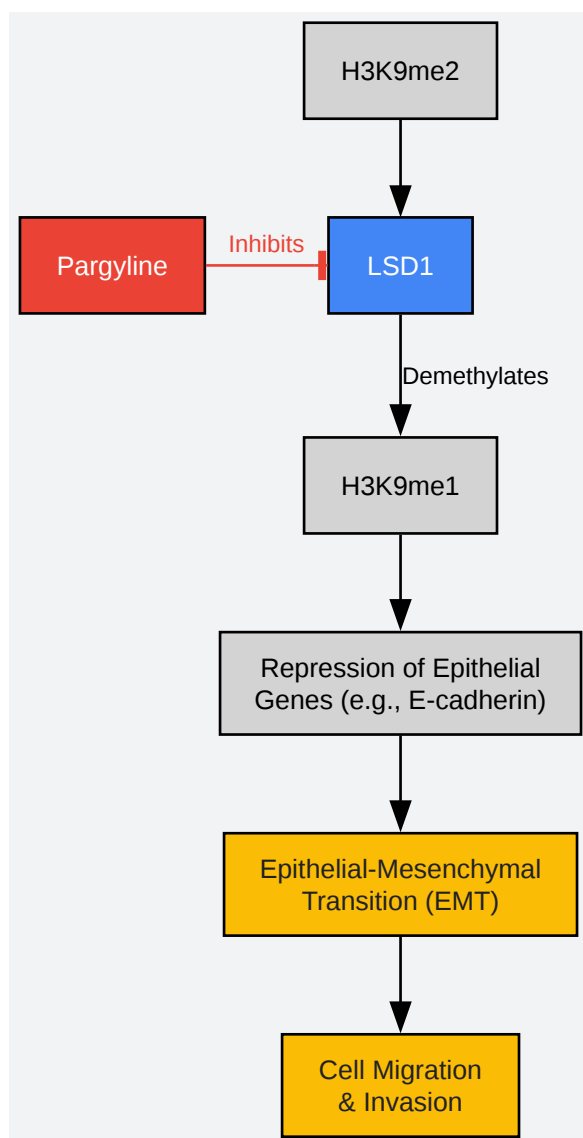 H3K9me2
Inhibits
Pargyline
LSD1
Demethylates
H3K9me1
Repression of Epithelial
Genes (e.g., E-cadherin)
Epithelial-Mesenchymal
Transition (EMT)
Cell Migration
& Invasion